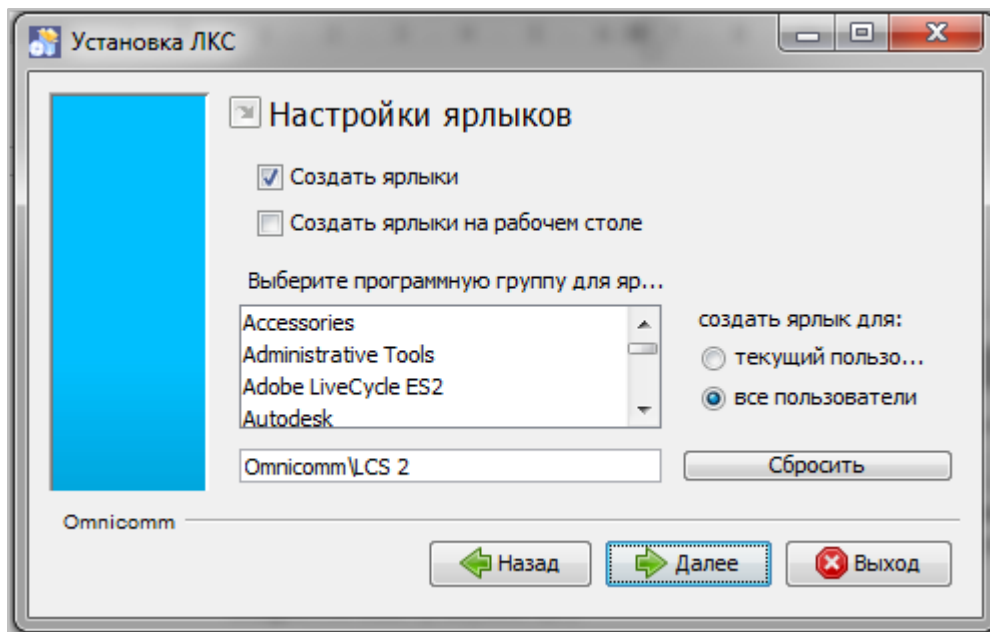 Установка ЛКС
Настройки ярлыков
Создать ярлыки
Создать ярлыки на рабочем столе
Выберите программную группу для яр...
Accessories
Administrative Tools
Adobe LiveCycle ES2
Autodesk
создать ярлык для:
текущий пользо...
все пользователи
Omnicomm\LCS 2
Сбросить
Omnicomm
Назад
Далее
Выход